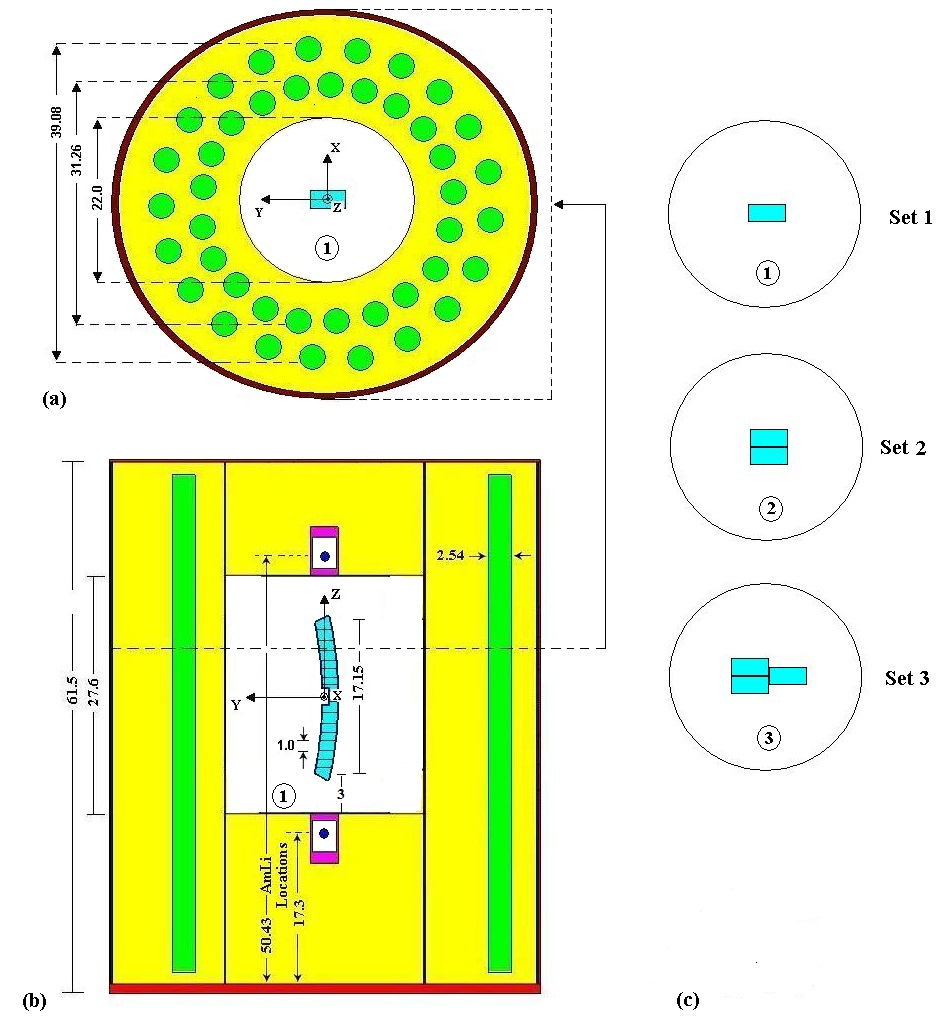 39.08
31.26
22.0
X
Y
Z
1
(a)
1
Set 1
2
Set 2
3
Set 3
61.5
27.6
2.54
Z
Y
X
17.15
1.0
3
1
50.43
AmLi
Locations
17.3
(b)
(c)